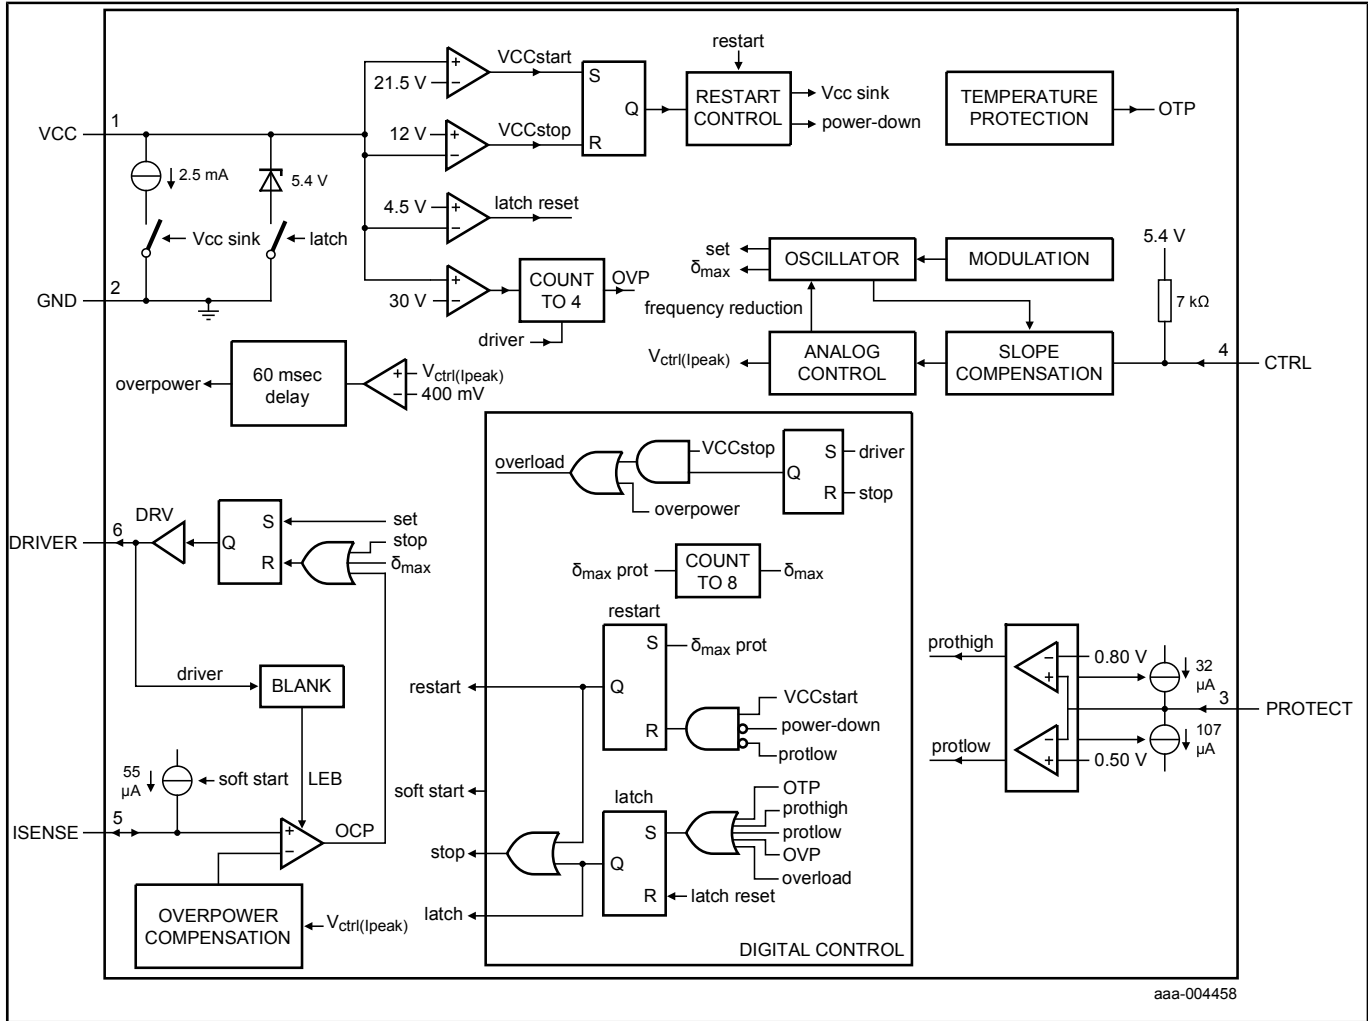 restart
VCCstart
21.5 V
+
−
S
R
Q
RESTART
CONTROL
Vcc sink
power-down
TEMPERATURE
PROTECTION
OTP
VCC
1
12 V
+
−
VCCstop
2.5 mA
5.4 V
4.5 V
+
−
latch reset
Vcc sink
latch
5.4 V
7 kΩ
set
δmax
OSCILLATOR
MODULATION
GND
2
+
−
30 V
COUNT
TO 4
OVP
driver
frequency reduction
Vctrl(Ipeak)
ANALOG
CONTROL
SLOPE
COMPENSATION
4
CTRL
overpower
60 msec
delay
+
−
Vctrl(Ipeak)
400 mV
overload
VCCstop
overpower
S
Q
R
driver
stop
δmax prot
COUNT
TO 8
δmax
DRIVER
6
DRV
S
Q
R
set
stop
δmax
driver
BLANK
restart
restart
S
Q
R
δmax prot
VCCstart
power-down
protlow
prothigh
−
+
0.80 V
32
µA
3
PROTECT
protlow
−
+
0.50 V
107
µA
55
µA
soft start
LEB
ISENSE
5
+
−
OCP
soft start
stop
latch
latch
S
Q
R
OTP
prothigh
protlow
OVP
overload
latch reset
OVERPOWER
COMPENSATION
Vctrl(Ipeak)
DIGITAL CONTROL
aaa-004458